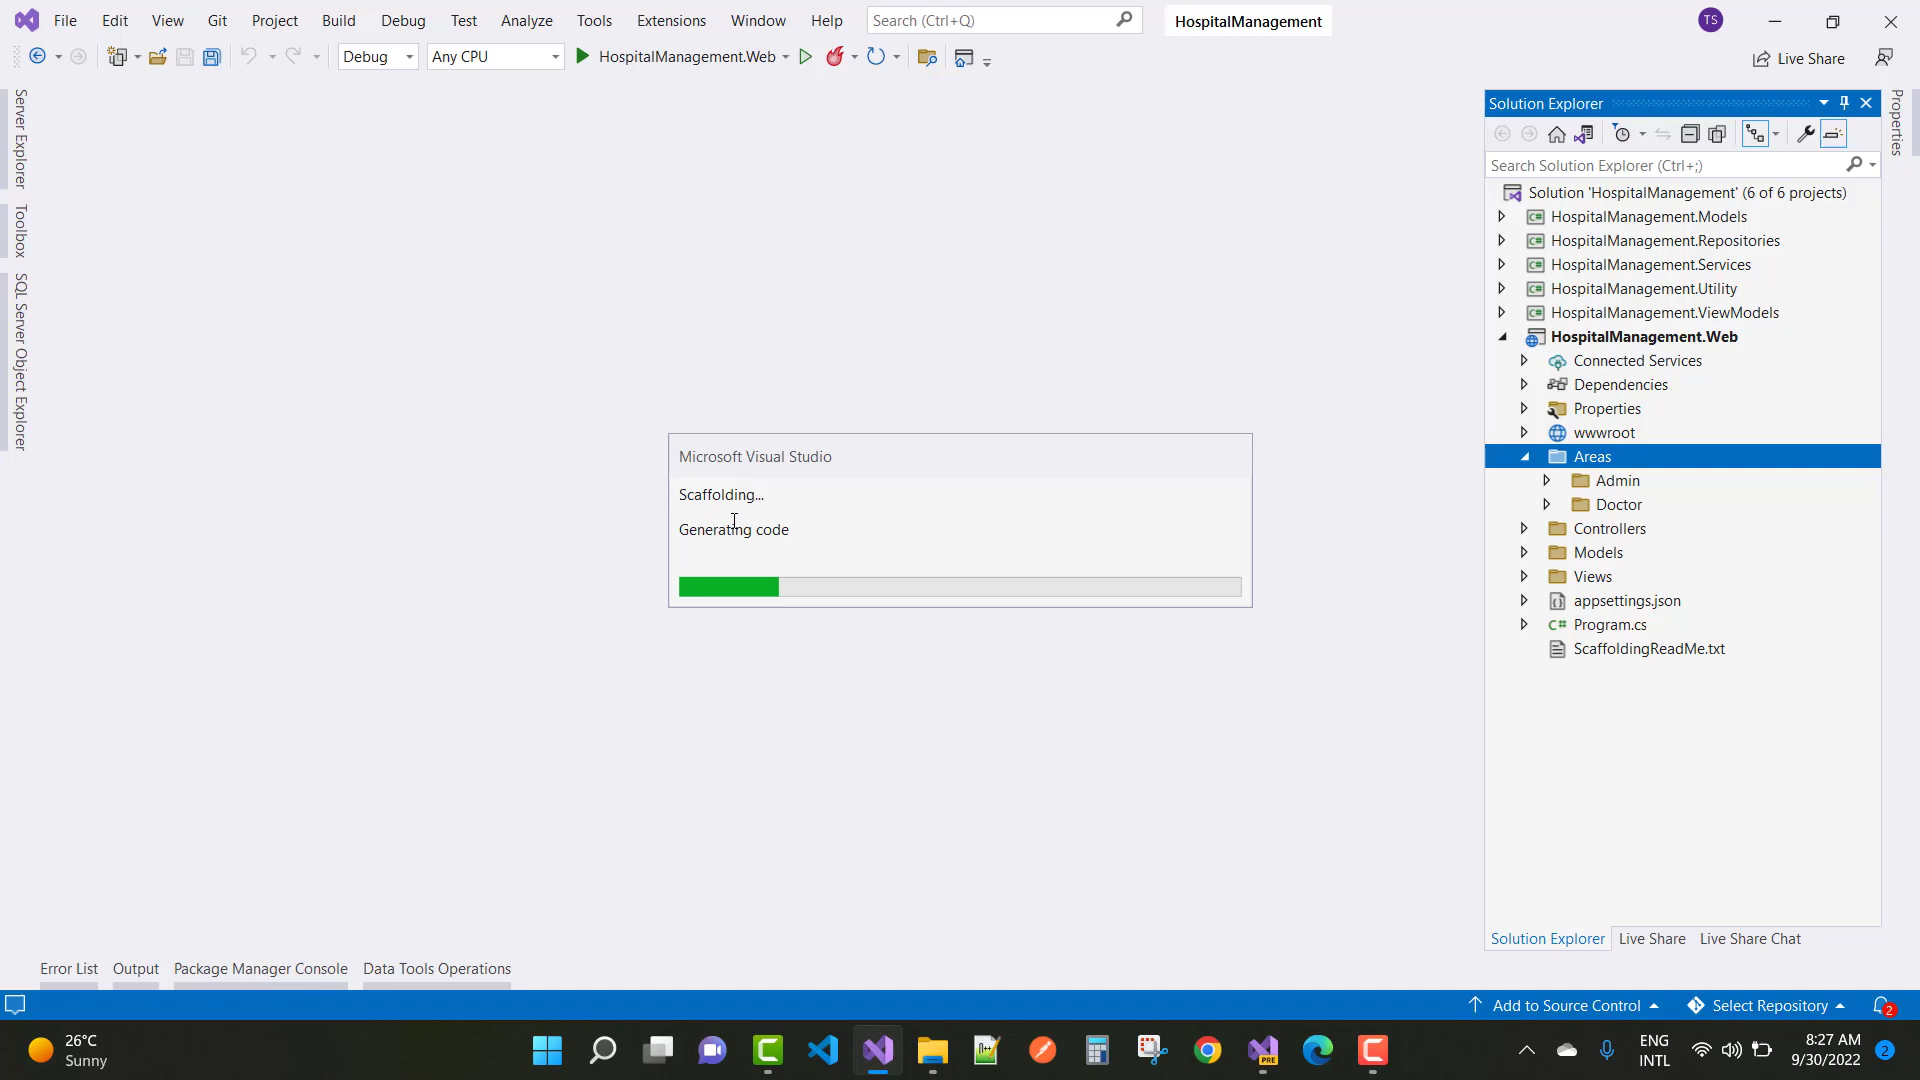 File Edit View Git Project Build Debug Test Analyze Tools Extensions Window Help Search (Ctrl+Q) HospitalManagement TS
Debug Any CPU HospitalManagement.Web Live Share
Server Explorer
Toolbox
SQL Server Object Explorer
Solution Explorer
Properties
Search Solution Explorer (Ctrl+;)
Solution 'HospitalManagement' (6 of 6 projects)
HospitalManagement.Models
HospitalManagement.Repositories
HospitalManagement.Services
HospitalManagement.Utility
HospitalManagement.ViewModels
HospitalManagement.Web
Connected Services
Dependencies
Properties
wwwroot
Areas
Admin
Doctor
Controllers
Models
Views
appsettings.json
C# Program.cs
ScaffoldingReadMe.txt
Microsoft Visual Studio
Scaffolding...
Generating code
Solution Explorer Live Share Live Share Chat
Error List Output Package Manager Console Data Tools Operations
Add to Source Control Select Repository 2
26°C
Sunny
PRE
ENG
INTL
8:27 AM
9/30/2022
2